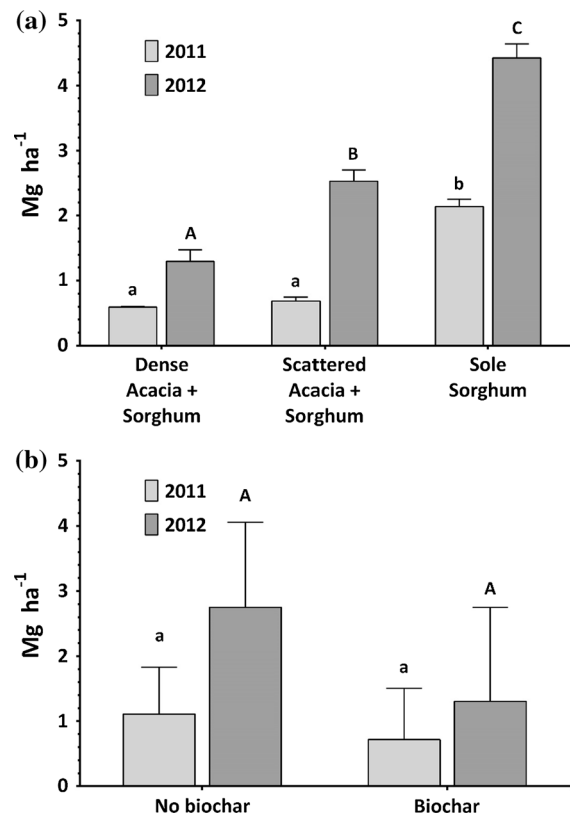 (a)
2011
2012
Mg ha⁻¹
5
4
3
2
1
0
a
A
a
B
b
C
Dense
Acacia +
Sorghum
Scattered
Acacia +
Sorghum
Sole
Sorghum
(b)
2011
2012
Mg ha⁻¹
5
4
3
2
1
0
a
A
a
A
No biochar
Biochar